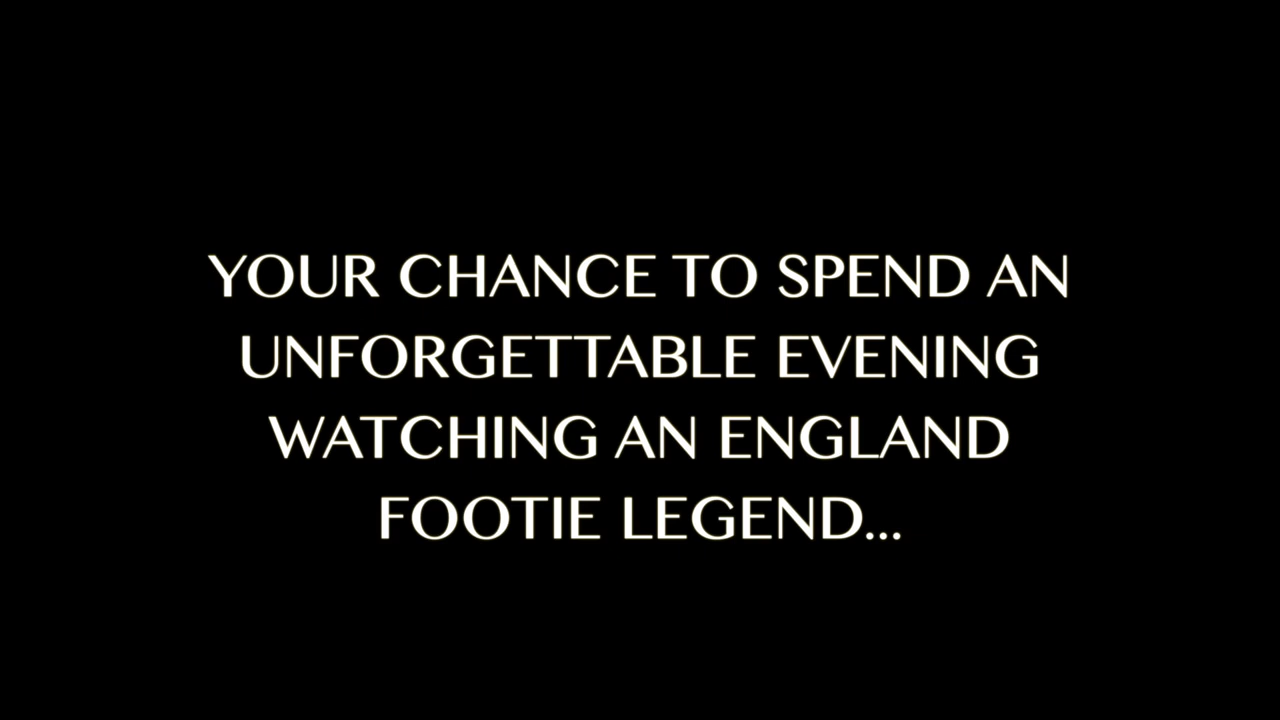 YOUR CHANCE TO SPEND AN
UNFORGETTABLE EVENING
WATCHING AN ENGLAND
FOOTIE LEGEND...